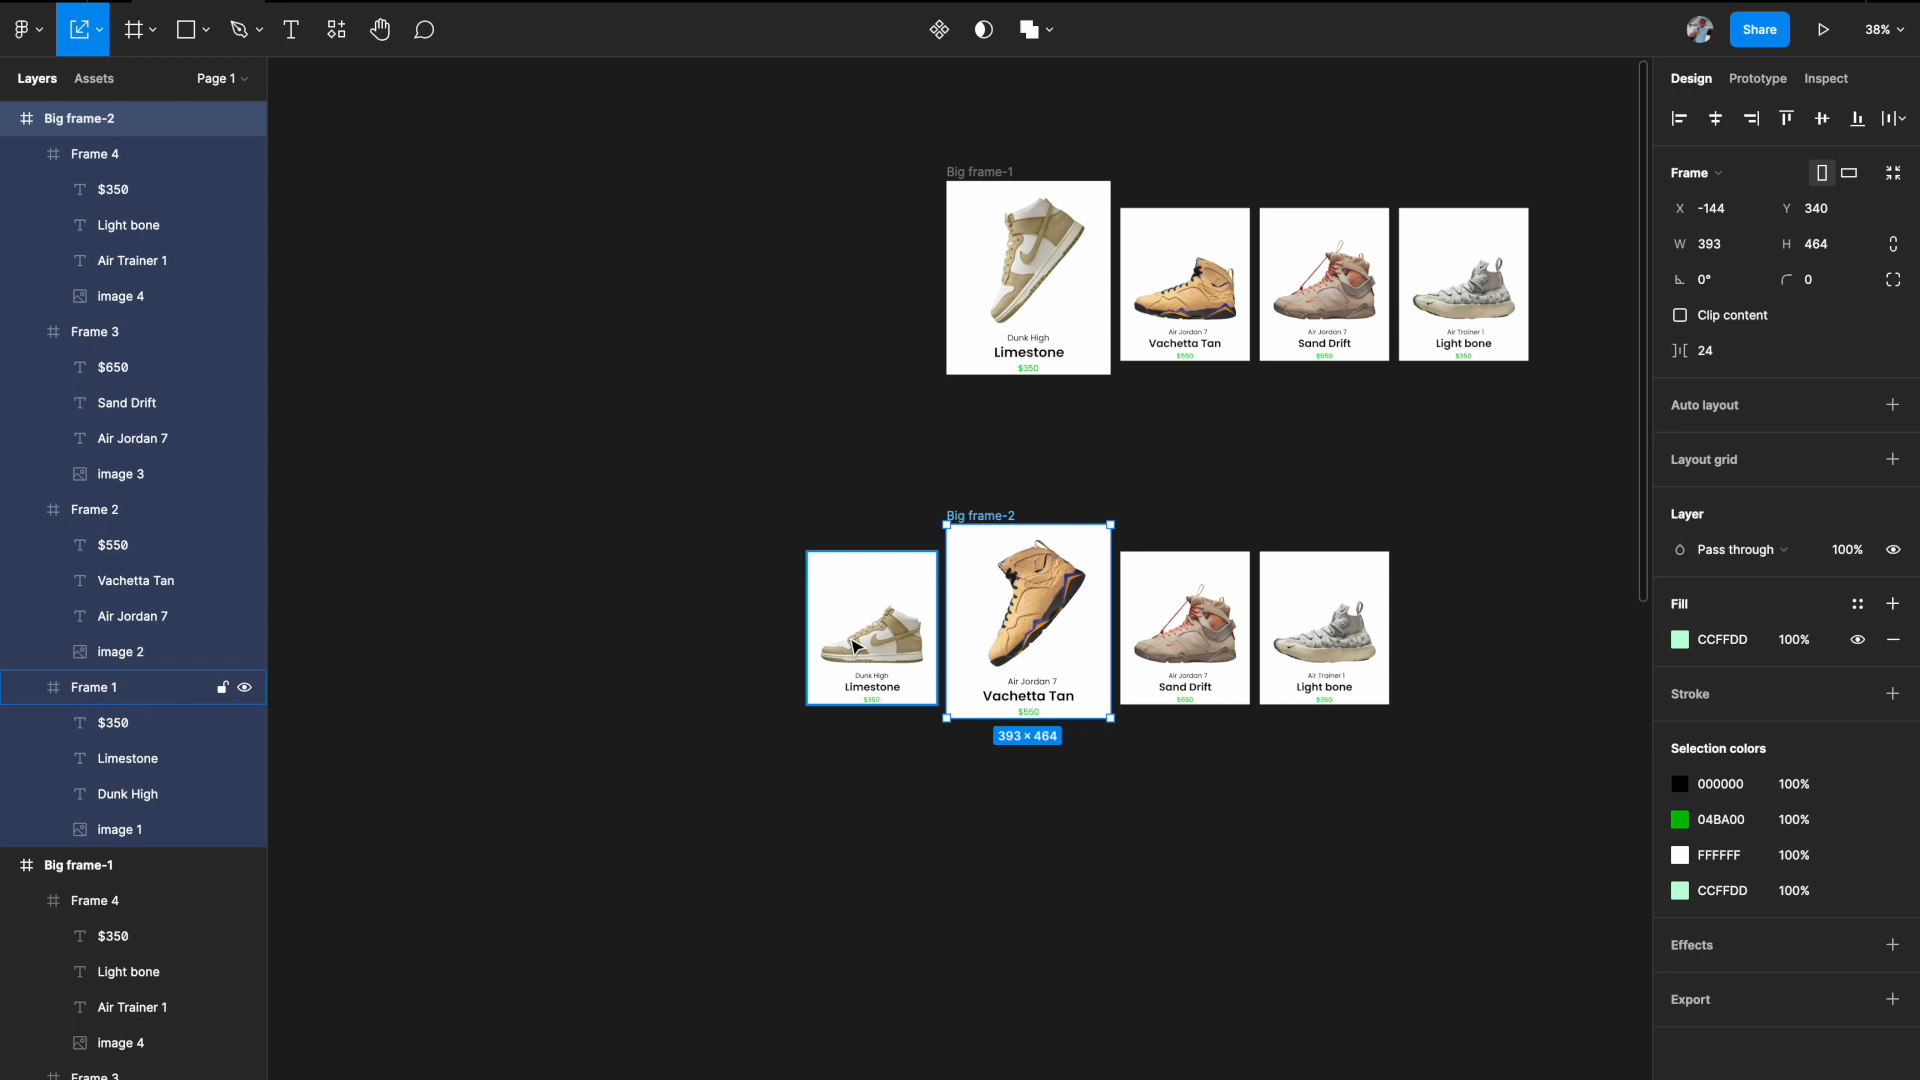 Share
38%
Layers
Assets
Page 1
Big frame-2
Frame 4
$350
Light bone
Air Trainer 1
image 4
Frame 3
$650
Sand Drift
Air Jordan 7
image 3
Frame 2
$550
Vachetta Tan
Air Jordan 7
image 2
Frame 1
$350
Limestone
Dunk High
image 1
Big frame-1
Frame 4
$350
Light bone
Air Trainer 1
image 4
Frame 3
Big frame-1
Dunk High
Limestone
$350
Air Jordan 7
Vachetta Tan
$550
Air Jordan 7
Sand Drift
$650
Air Trainer 1
Light bone
$350
Big frame-2
Dunk High
Limestone
$350
Air Jordan 7
Vachetta Tan
$550
393 × 464
Air Jordan 7
Sand Drift
$650
Air Trainer 1
Light bone
$350
Design
Prototype
Inspect
Frame
X -144 Y 340
W 393 H 464
0° 0
Clip content
24
Auto layout
Layout grid
Layer
Pass through 100%
Fill
CCFFDD 100%
Stroke
Selection colors
000000 100%
04BA00 100%
FFFFFF 100%
CCFFDD 100%
Effects
Export